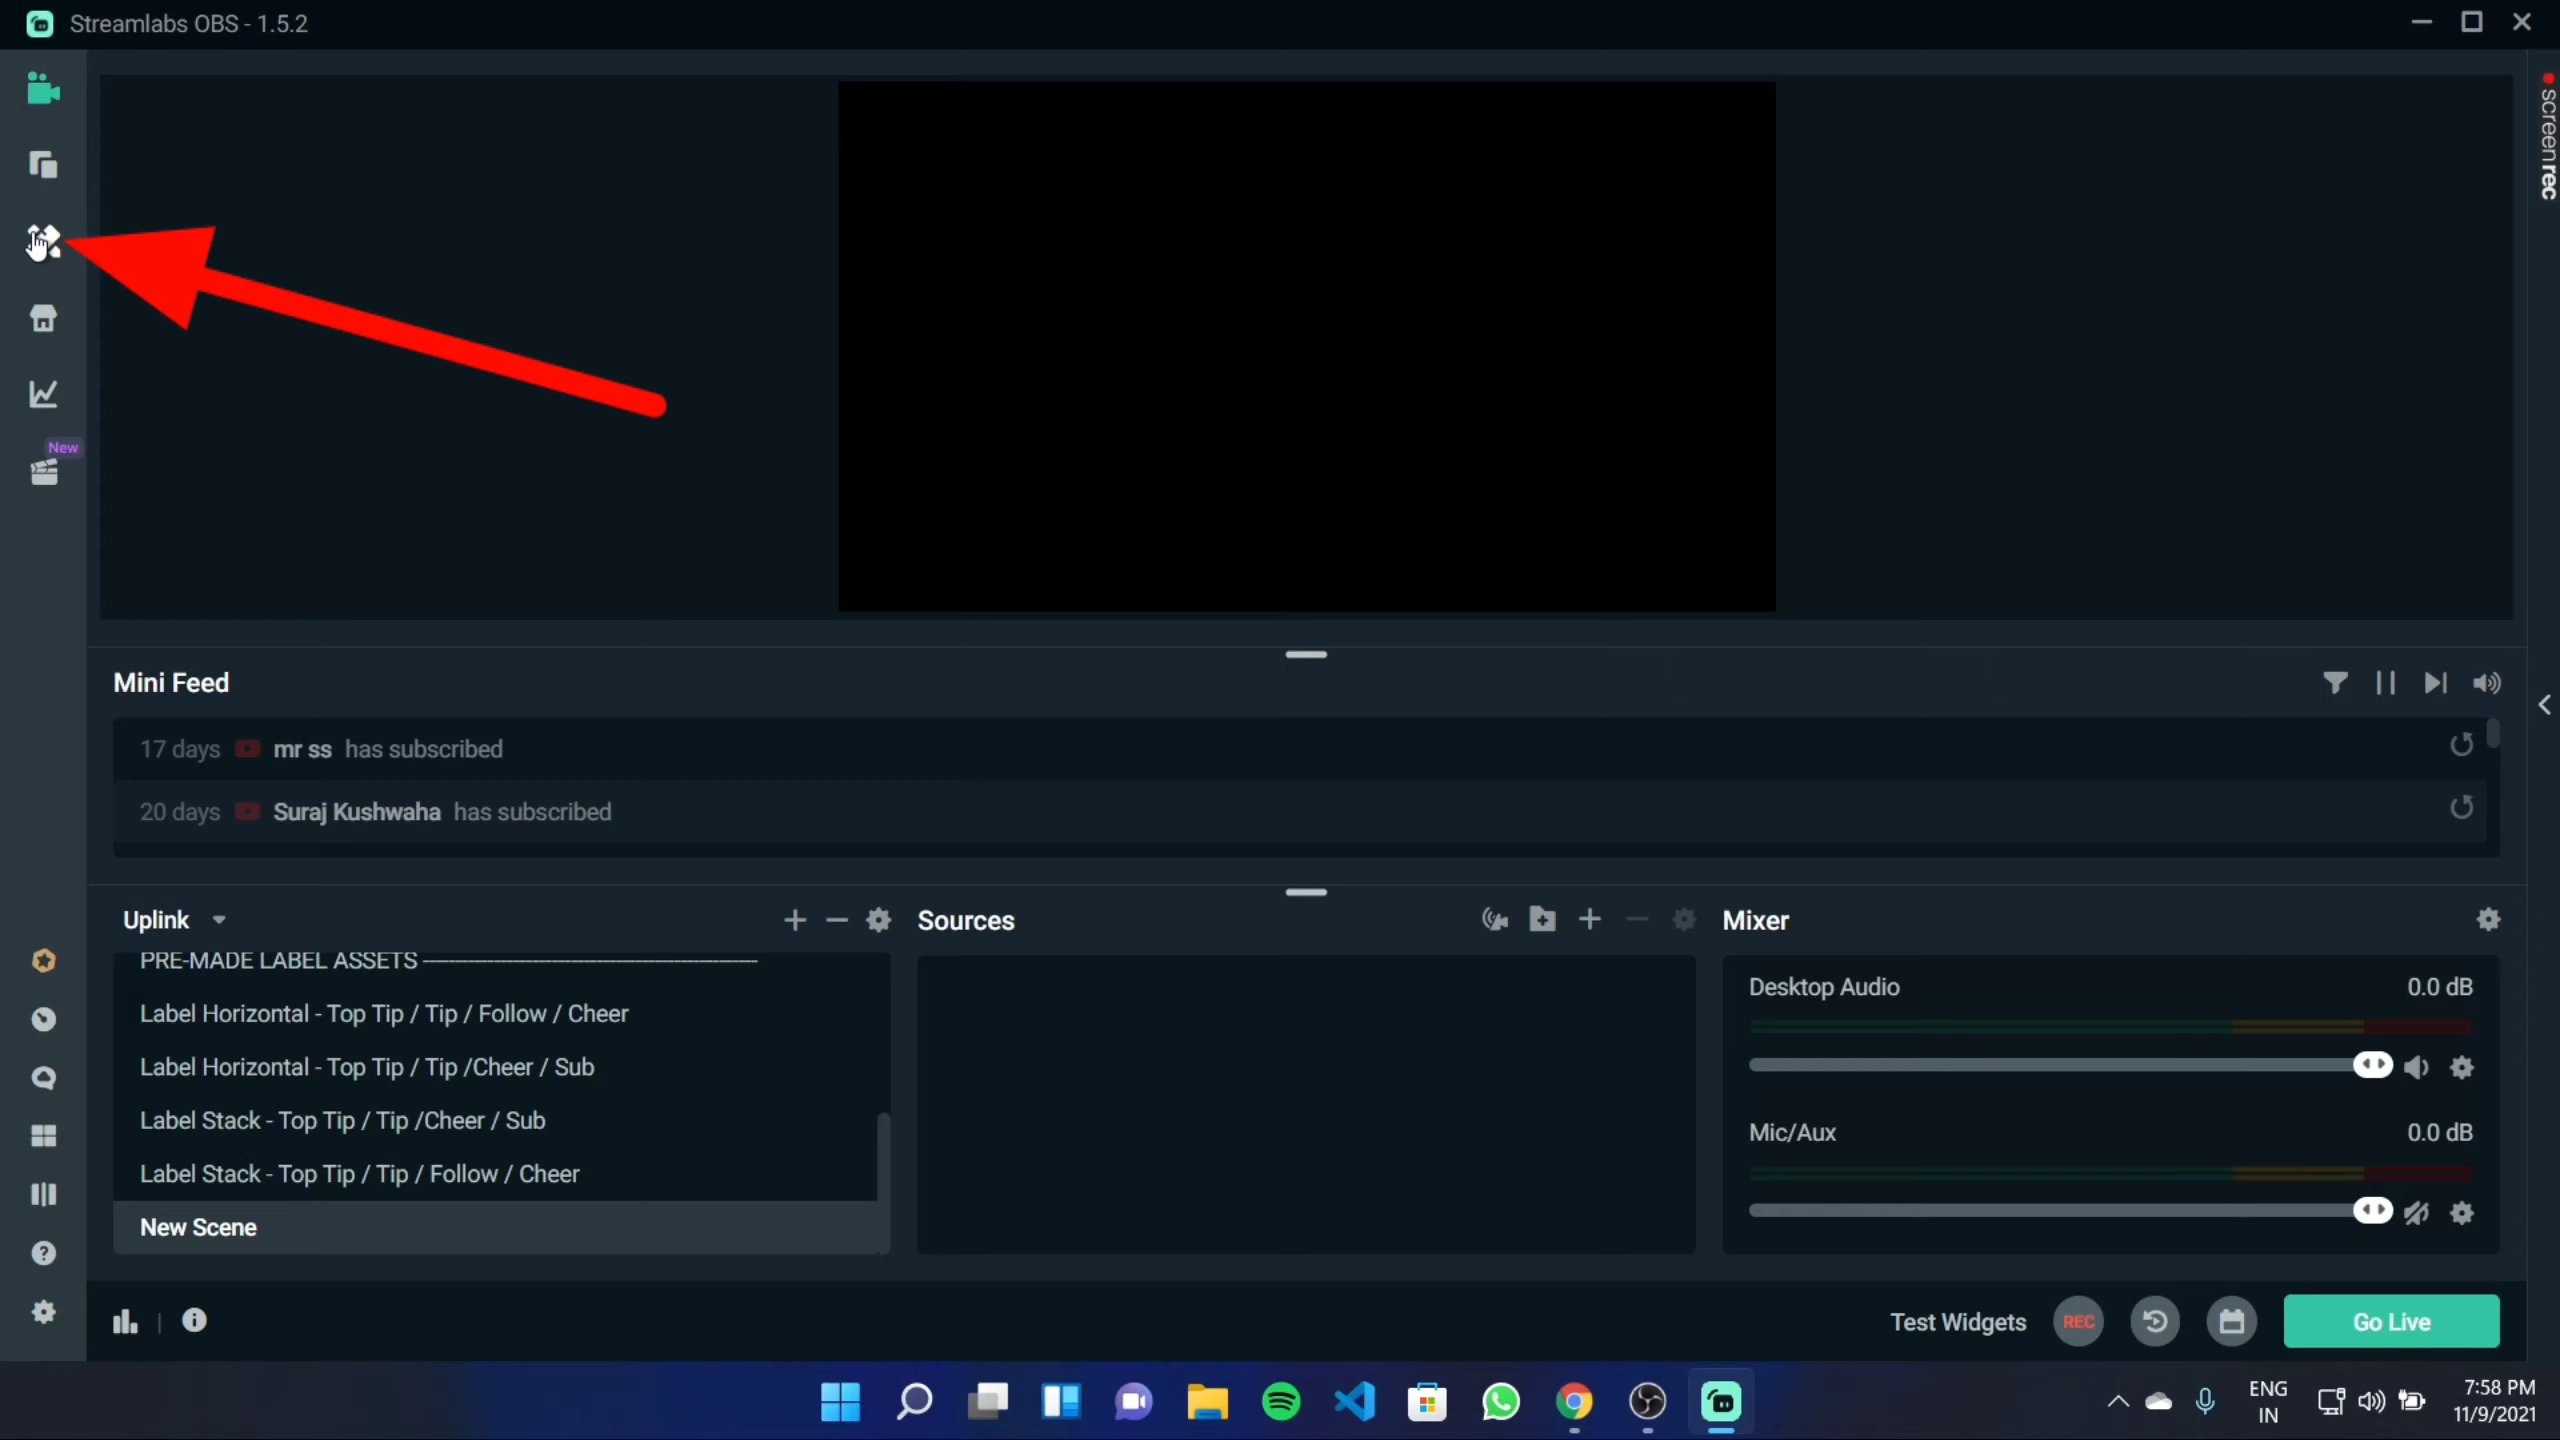 Streamlabs OBS - 1.5.2
screenrec
New
Mini Feed
17 days mr ss has subscribed
20 days Suraj Kushwaha has subscribed
Uplink
Sources
Mixer
PRE-MADE LABEL ASSETS ------------------------------------------------
Label Horizontal - Top Tip / Tip / Follow / Cheer
Label Horizontal - Top Tip / Tip /Cheer / Sub
Label Stack - Top Tip / Tip /Cheer / Sub
Label Stack - Top Tip / Tip / Follow / Cheer
New Scene
Desktop Audio 0.0 dB
Mic/Aux 0.0 dB
Test Widgets
REC
Go Live
ENG
IN
7:58 PM
11/9/2021